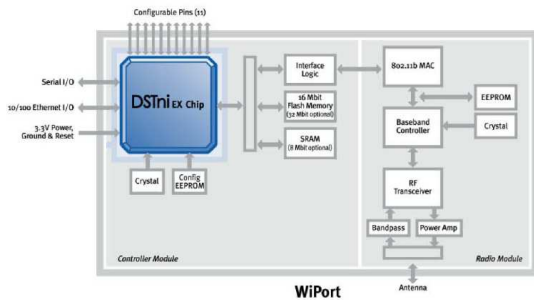 Configurable Pins (11)
Serial I/O
10/100 Ethernet I/O
3.3V Power,
Ground & Reset
DSTni EX Chip
Crystal
Config
EEPROM
Interface
Logic
16 Mbit
Flash Memory
(32 Mbit optional)
SRAM
(8 Mbit optional)
Controller Module
802.11b MAC
EEPROM
Baseband
Controller
Crystal
RF
Transceiver
Bandpass
Power Amp
Radio Module
Antenna
WiPort